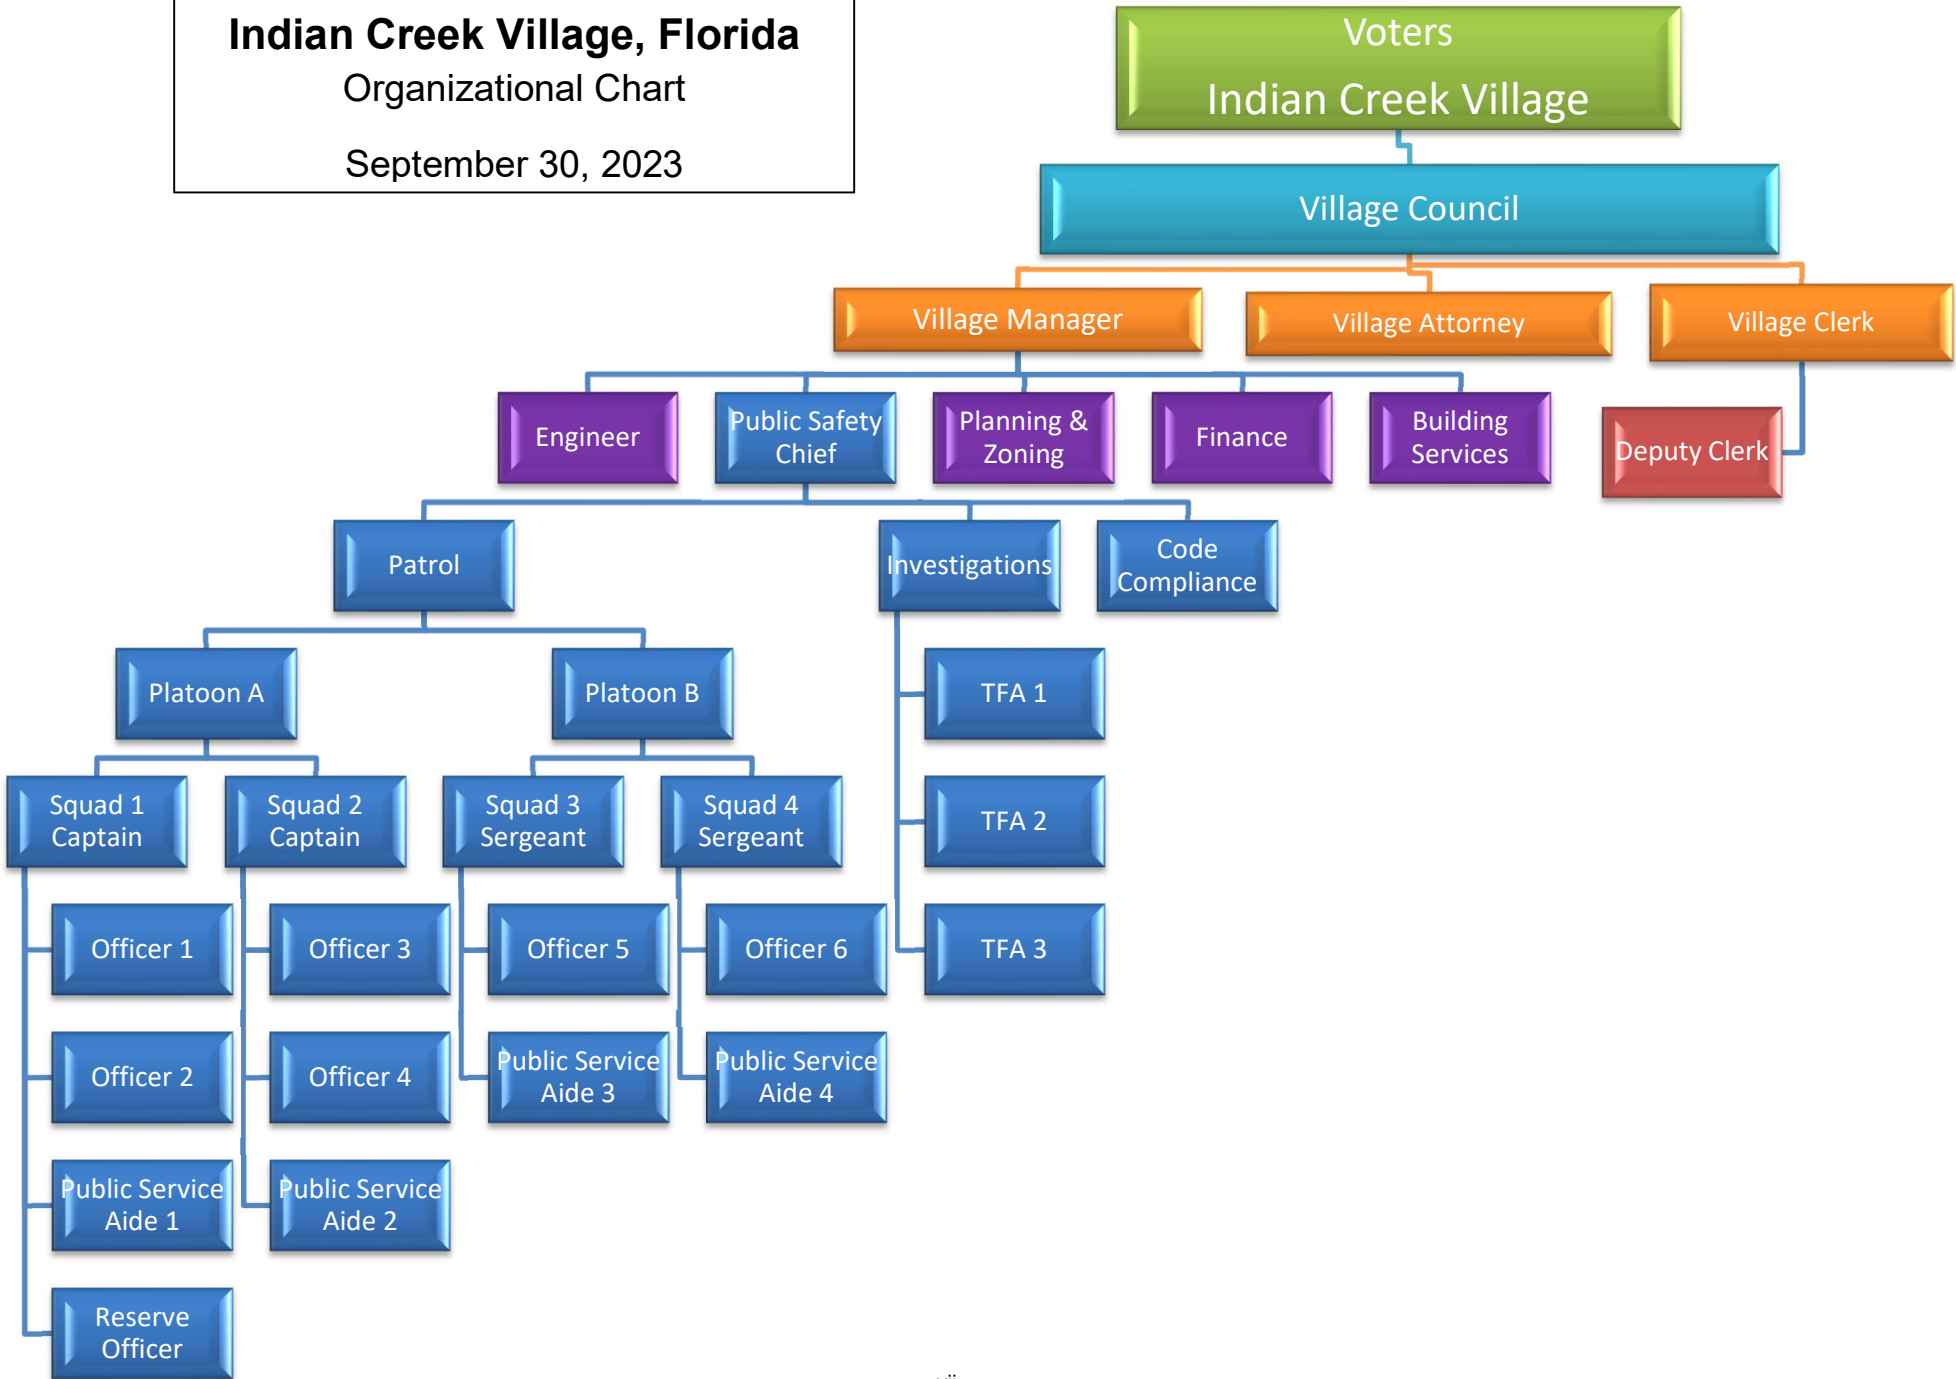 Indian Creek Village, Florida
Organizational Chart
September 30, 2023
Voters
Indian Creek Village
Village Council
Village Manager
Village Attorney
Village Clerk
Engineer
Public Safety
Chief
Planning &
Zoning
Finance
Building
Services
Deputy Clerk
Patrol
Investigations
Code
Compliance
Platoon A
Platoon B
TFA 1
Squad 1
Captain
Squad 2
Captain
Squad 3
Sergeant
Squad 4
Sergeant
TFA 2
Officer 1
Officer 3
Officer 5
Officer 6
TFA 3
Officer 2
Officer 4
Public Service
Aide 3
Public Service
Aide 4
Public Service
Aide 1
Public Service
Aide 2
Reserve
Officer